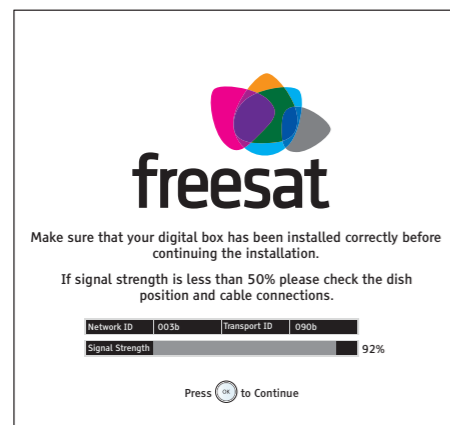 freesat
Make sure that your digital box has been installed correctly before
continuing the installation.
If signal strength is less than 50% please check the dish
position and cable connections.
Network ID 003b Transport ID 090b
Signal Strength 92%
Press OK to Continue